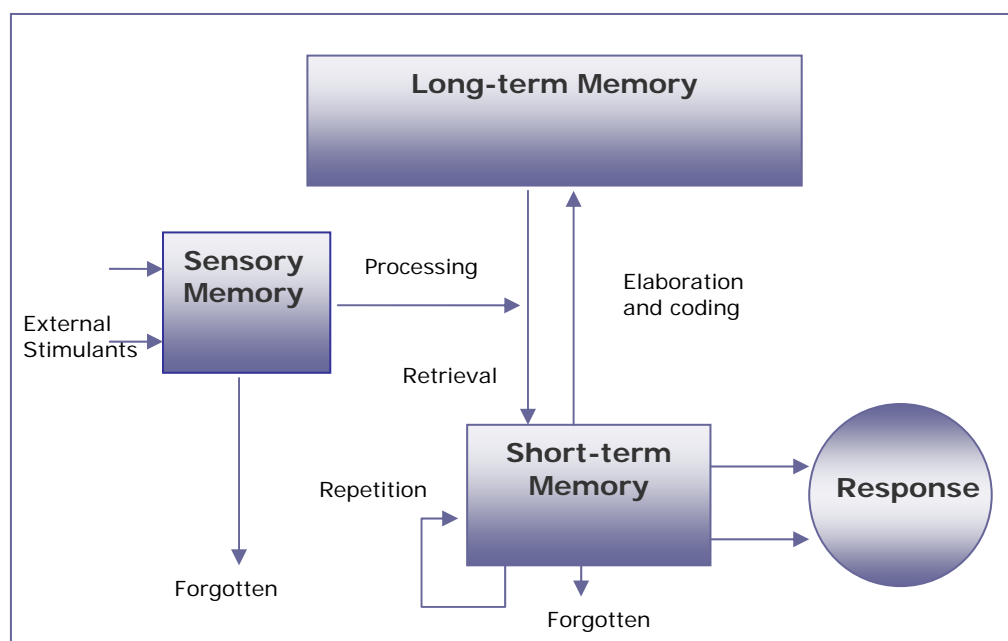 Long-term Memory
Sensory
Memory
Processing
Elaboration
and coding
External
Stimulants
Retrieval
Short-term
Memory
Repetition
Response
Forgotten
Forgotten